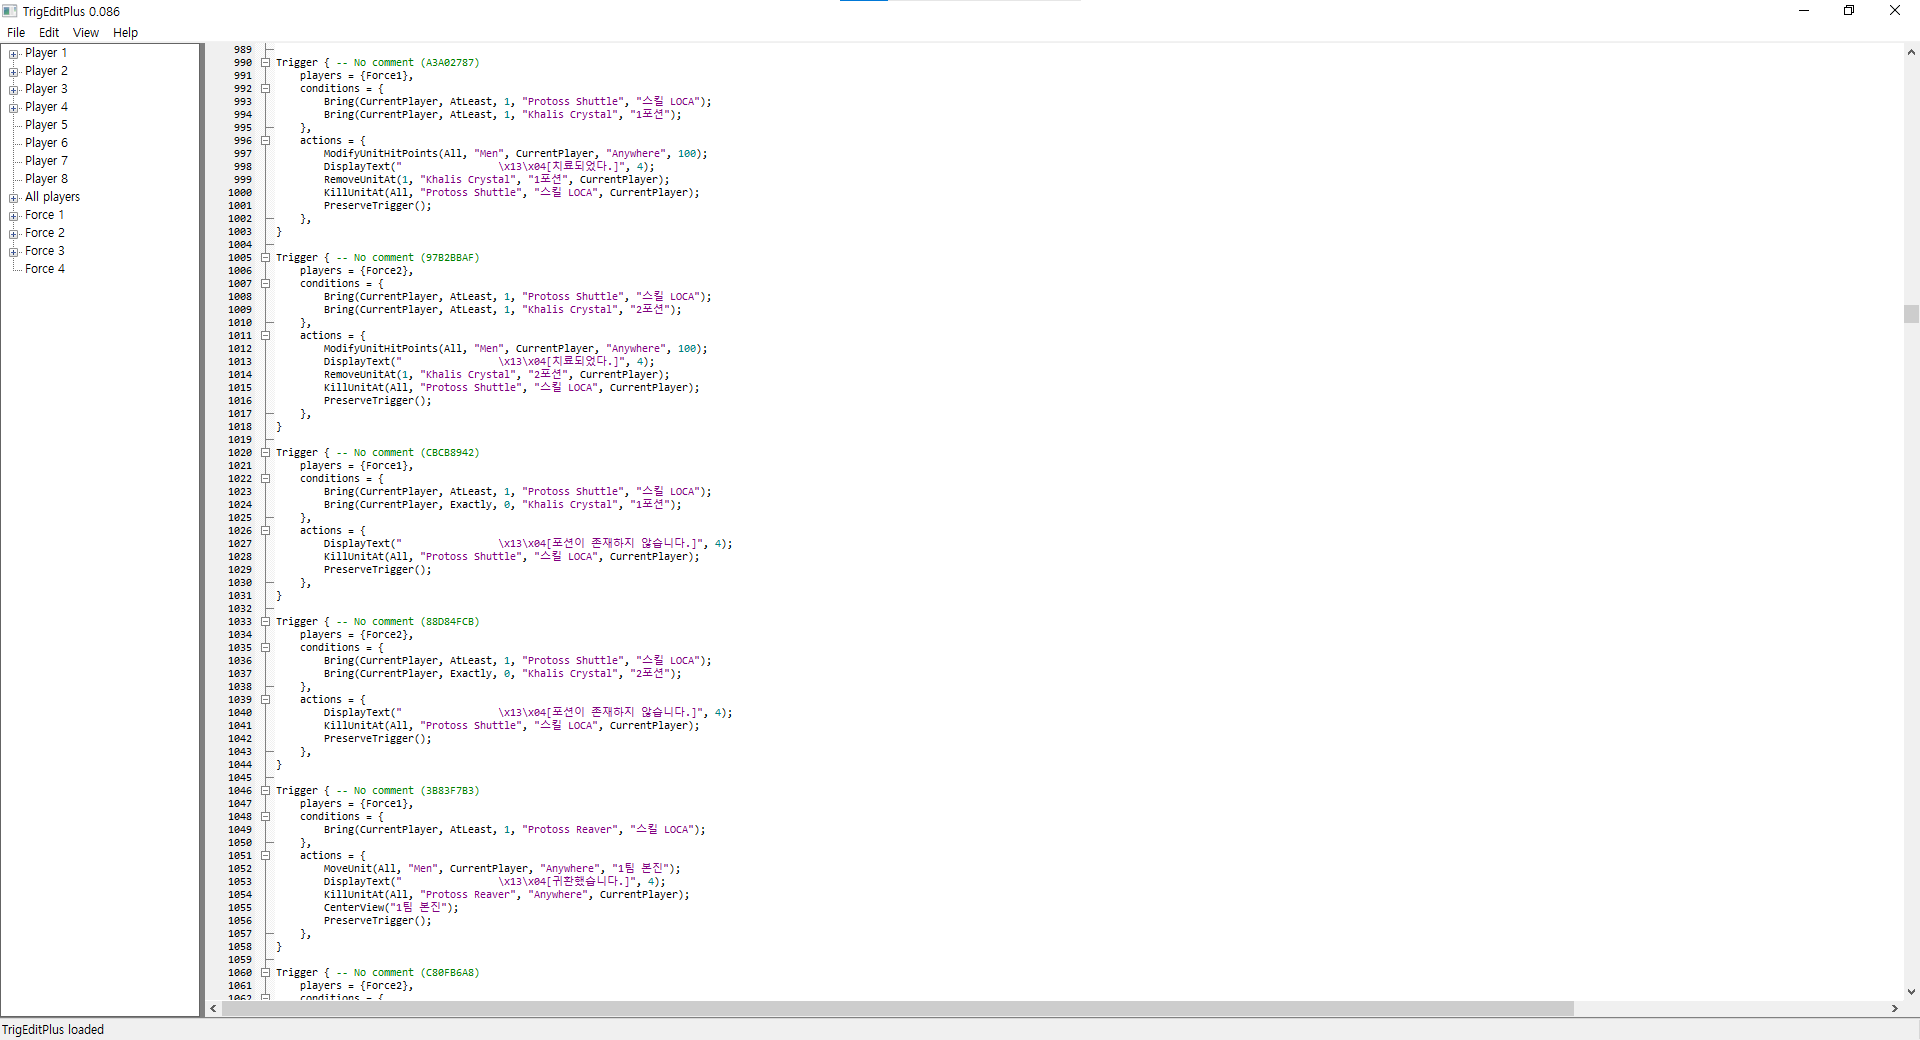 TrigEditPlus 0.086
File Edit View Help
Player 1
Player 2
Player 3
Player 4
Player 5
Player 6
Player 7
Player 8
All players
Force 1
Force 2
Force 3
Force 4
989
990 Trigger { -- No comment (A3A02787)
991 players = {Force1},
992 conditions = {
993 Bring(CurrentPlayer, AtLeast, 1, "Protoss Shuttle", "스킬 LOCA");
994 Bring(CurrentPlayer, AtLeast, 1, "Khalis Crystal", "1포션");
995 },
996 actions = {
997 ModifyUnitHitPoints(All, "Men", CurrentPlayer, "Anywhere", 100);
998 DisplayText(" \x13\x04[치료되었다.]", 4);
999 RemoveUnitAt(1, "Khalis Crystal", "1포션", CurrentPlayer);
1000 KillUnitAt(All, "Protoss Shuttle", "스킬 LOCA", CurrentPlayer);
1001 PreserveTrigger();
1002 },
1003 }
1004
1005 Trigger { -- No comment (97B2BBAF)
1006 players = {Force2},
1007 conditions = {
1008 Bring(CurrentPlayer, AtLeast, 1, "Protoss Shuttle", "스킬 LOCA");
1009 Bring(CurrentPlayer, AtLeast, 1, "Khalis Crystal", "2포션");
1010 },
1011 actions = {
1012 ModifyUnitHitPoints(All, "Men", CurrentPlayer, "Anywhere", 100);
1013 DisplayText(" \x13\x04[치료되었다.]", 4);
1014 RemoveUnitAt(1, "Khalis Crystal", "2포션", CurrentPlayer);
1015 KillUnitAt(All, "Protoss Shuttle", "스킬 LOCA", CurrentPlayer);
1016 PreserveTrigger();
1017 },
1018 }
1019
1020 Trigger { -- No comment (CBCB8942)
1021 players = {Force1},
1022 conditions = {
1023 Bring(CurrentPlayer, AtLeast, 1, "Protoss Shuttle", "스킬 LOCA");
1024 Bring(CurrentPlayer, Exactly, 0, "Khalis Crystal", "1포션");
1025 },
1026 actions = {
1027 DisplayText(" \x13\x04[포션이 존재하지 않습니다.]", 4);
1028 KillUnitAt(All, "Protoss Shuttle", "스킬 LOCA", CurrentPlayer);
1029 PreserveTrigger();
1030 },
1031 }
1032
1033 Trigger { -- No comment (88D84FCB)
1034 players = {Force2},
1035 conditions = {
1036 Bring(CurrentPlayer, AtLeast, 1, "Protoss Shuttle", "스킬 LOCA");
1037 Bring(CurrentPlayer, Exactly, 0, "Khalis Crystal", "2포션");
1038 },
1039 actions = {
1040 DisplayText(" \x13\x04[포션이 존재하지 않습니다.]", 4);
1041 KillUnitAt(All, "Protoss Shuttle", "스킬 LOCA", CurrentPlayer);
1042 PreserveTrigger();
1043 },
1044 }
1045
1046 Trigger { -- No comment (3B83F7B3)
1047 players = {Force1},
1048 conditions = {
1049 Bring(CurrentPlayer, AtLeast, 1, "Protoss Reaver", "스킬 LOCA");
1050 },
1051 actions = {
1052 MoveUnit(All, "Men", CurrentPlayer, "Anywhere", "1팀 본진");
1053 DisplayText(" \x13\x04[귀환했습니다.]", 4);
1054 KillUnitAt(All, "Protoss Reaver", "Anywhere", CurrentPlayer);
1055 CenterView("1팀 본진");
1056 PreserveTrigger();
1057 },
1058 }
1059
1060 Trigger { -- No comment (C80FB6A8)
1061 players = {Force2},
1062 conditions = {
TrigEditPlus loaded